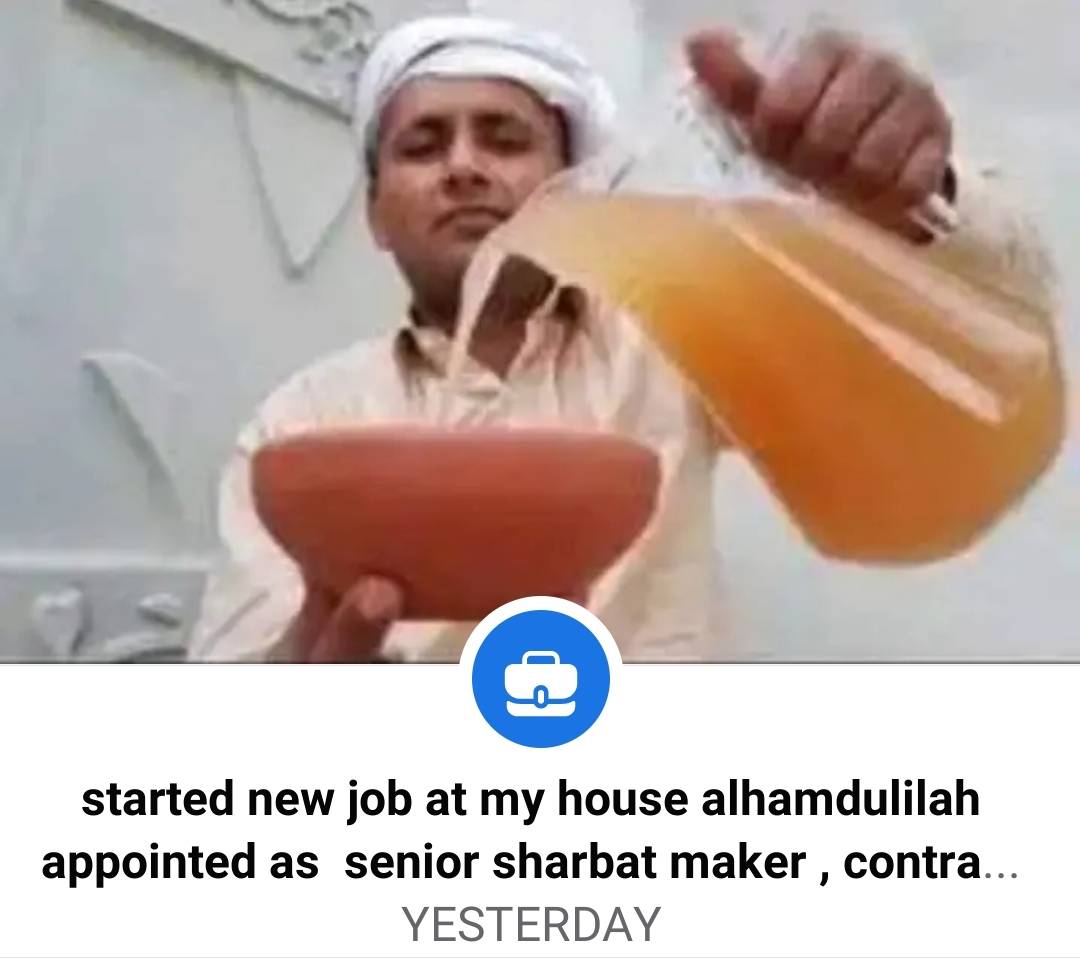 started new job at my house alhamdulilah
appointed as  senior sharbat maker , contra...
YESTERDAY